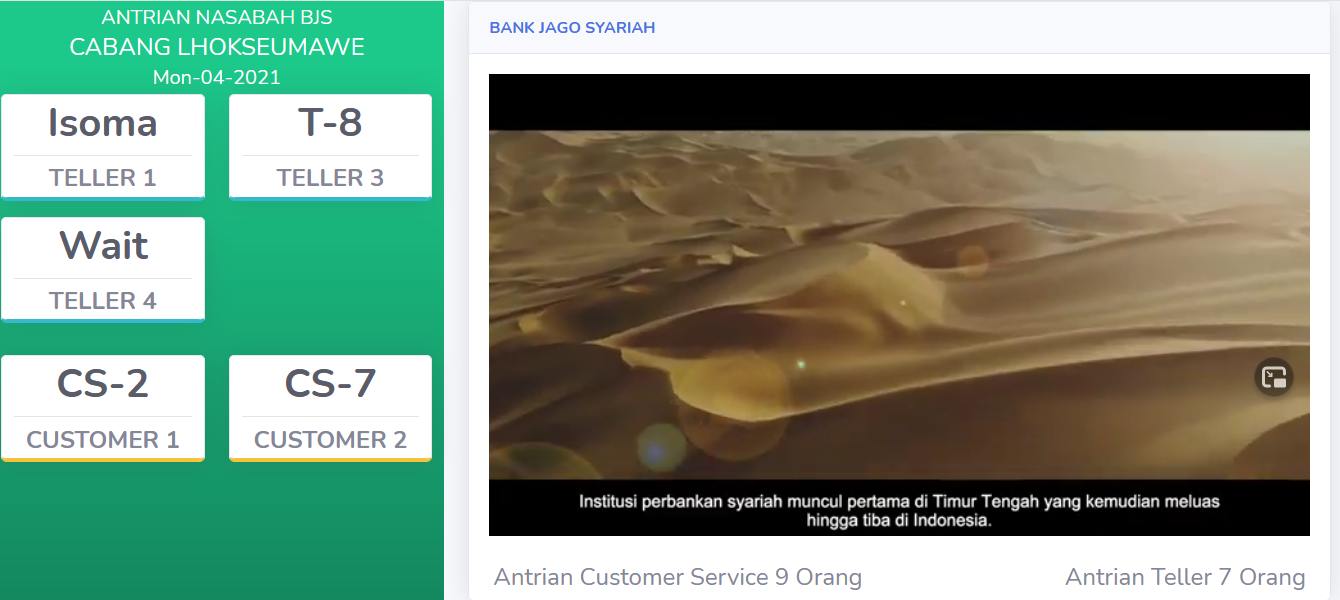 ANTRIAN NASABAH BJS
CABANG LHOKSEUMAWE
Mon-04-2021
Isoma
TELLER 1
T-8
TELLER 3
Wait
TELLER 4
CS-2
CUSTOMER 1
CS-7
CUSTOMER 2
BANK JAGO SYARIAH
Institusi perbankan syariah muncul pertama di Timur Tengah yang kemudian meluas
hingga tiba di Indonesia.
Antrian Customer Service 9 Orang
Antrian Teller 7 Orang